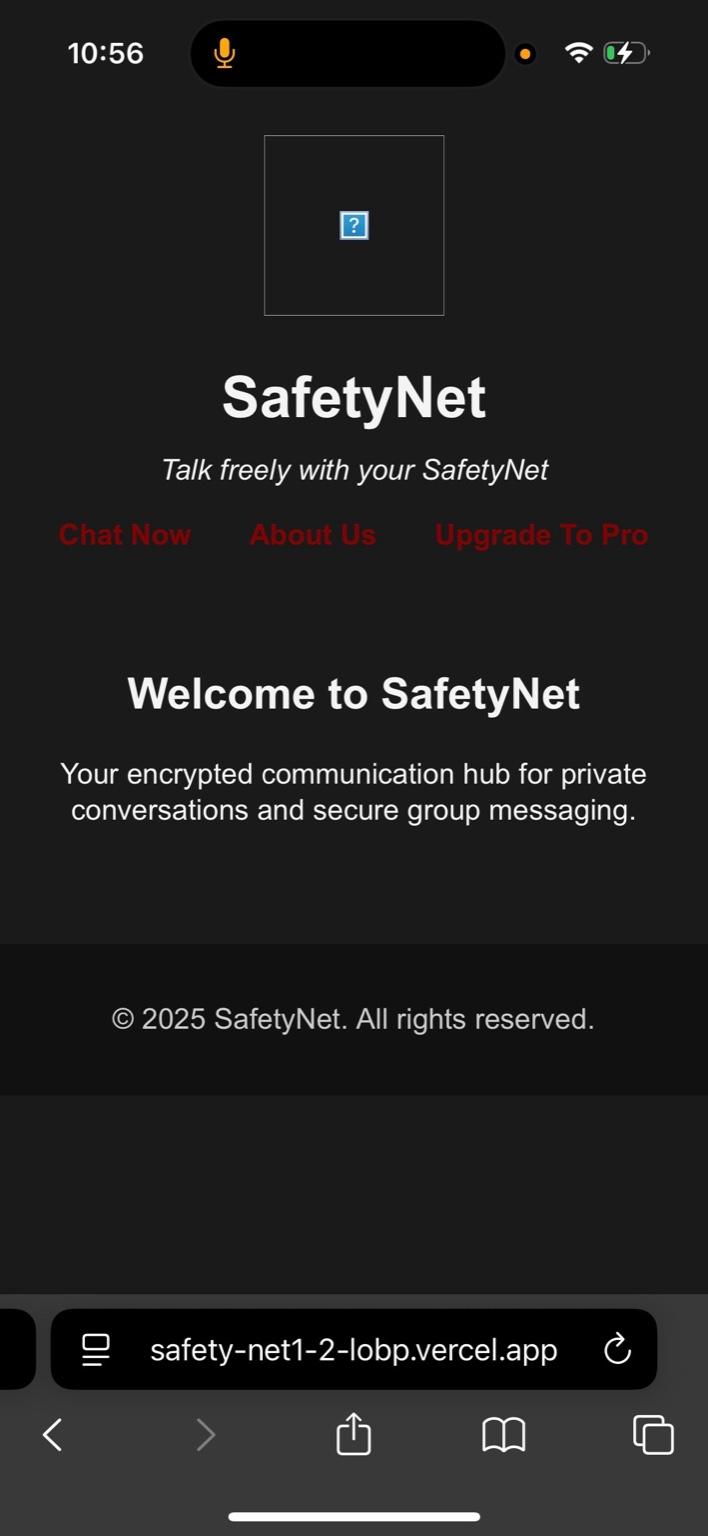 10:56
?
SafetyNet
Talk freely with your SafetyNet
Chat Now About Us Upgrade To Pro
Welcome to SafetyNet
Your encrypted communication hub for private
conversations and secure group messaging.
© 2025 SafetyNet. All rights reserved.
safety-net1-2-lobp.vercel.app